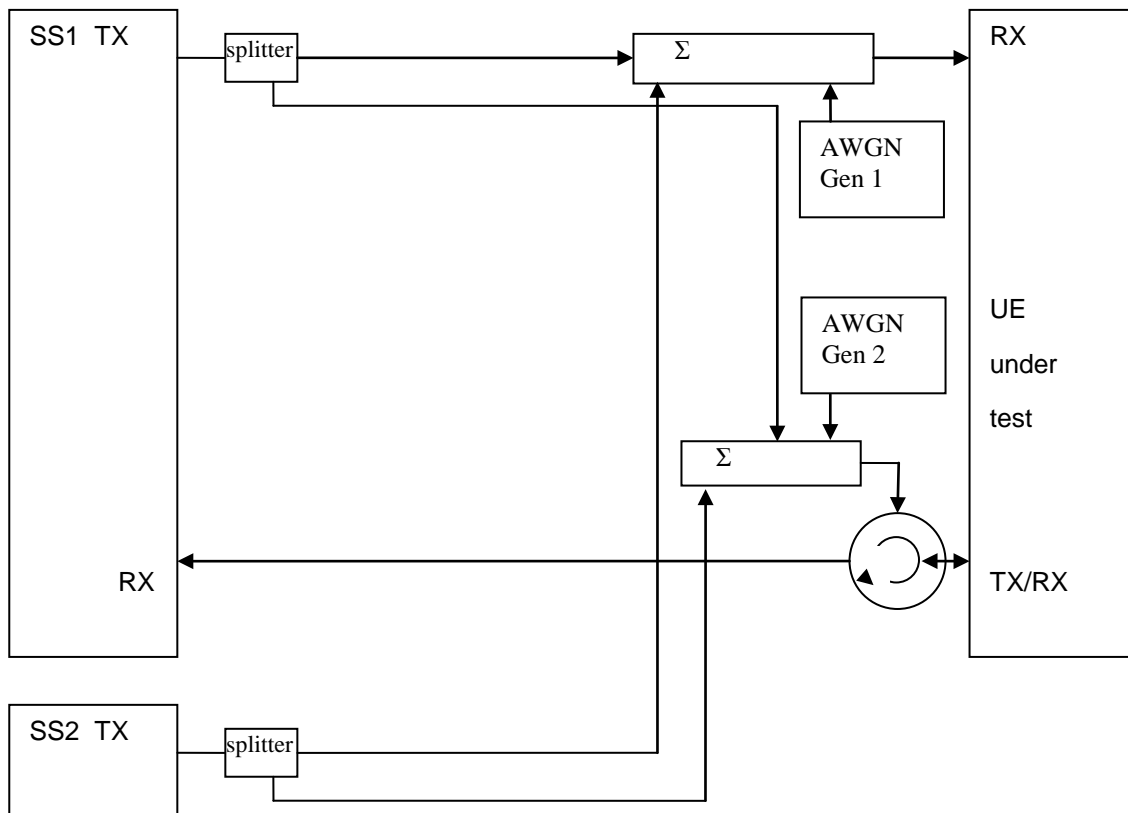 SS1 TX
splitter
Σ
RX
AWGN
Gen 1
AWGN
Gen 2
UE
under
test
Σ
RX
TX/RX
SS2 TX
splitter